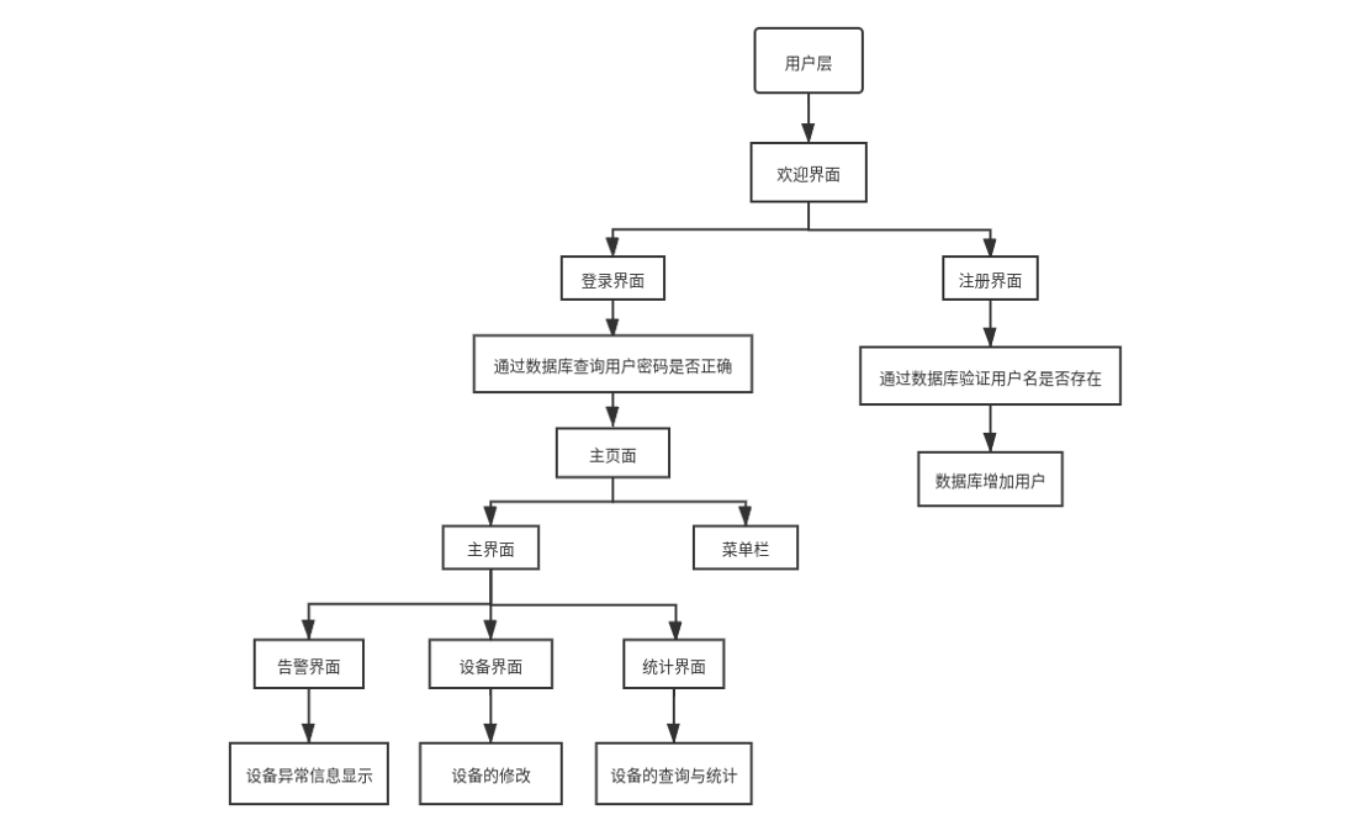 用户层
欢迎界面
登录界面
注册界面
通过数据库查询用户密码是否正确
通过数据库验证用户名是否存在
主页面
数据库增加用户
主界面
菜单栏
告警界面
设备界面
统计界面
设备异常信息显示
设备的修改
设备的查询与统计